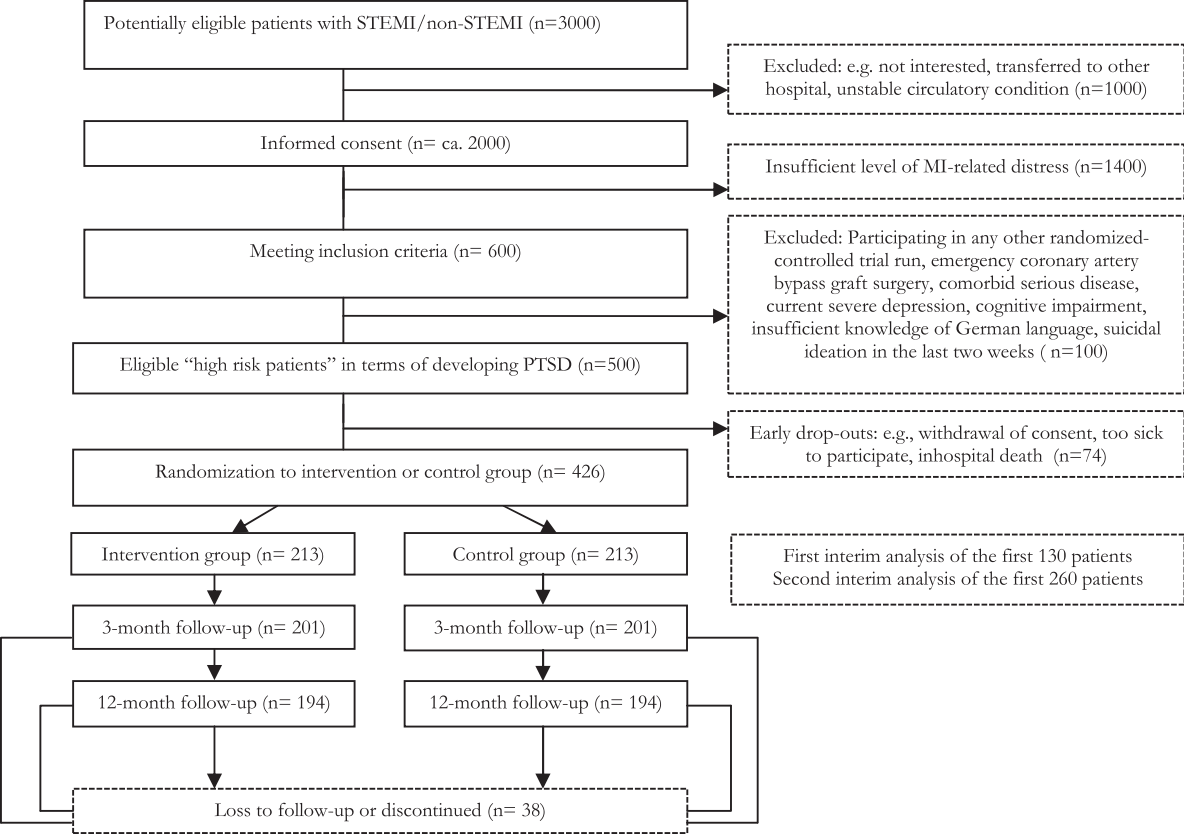 Potentially eligible patients with STEMI/non-STEMI (n=3000)
Excluded: e.g. not interested, transferred to other
hospital, unstable circulatory condition (n=1000)
Informed consent (n= ca. 2000)
Insufficient level of MI-related distress (n=1400)
Meeting inclusion criteria (n= 600)
Excluded: Participating in any other randomized-
controlled trial run, emergency coronary artery
bypass graft surgery, comorbid serious disease,
current severe depression, cognitive impairment,
insufficient knowledge of German language, suicidal
ideation in the last two weeks ( n=100)
Eligible “high risk patients” in terms of developing PTSD (n=500)
Early drop-outs: e.g., withdrawal of consent, too sick
to participate, inhospital death (n=74)
Randomization to intervention or control group (n= 426)
Intervention group (n= 213)
Control group (n= 213)
First interim analysis of the first 130 patients
Second interim analysis of the first 260 patients
3-month follow-up (n= 201)
3-month follow-up (n= 201)
12-month follow-up (n= 194)
12-month follow-up (n= 194)
Loss to follow-up or discontinued (n= 38)